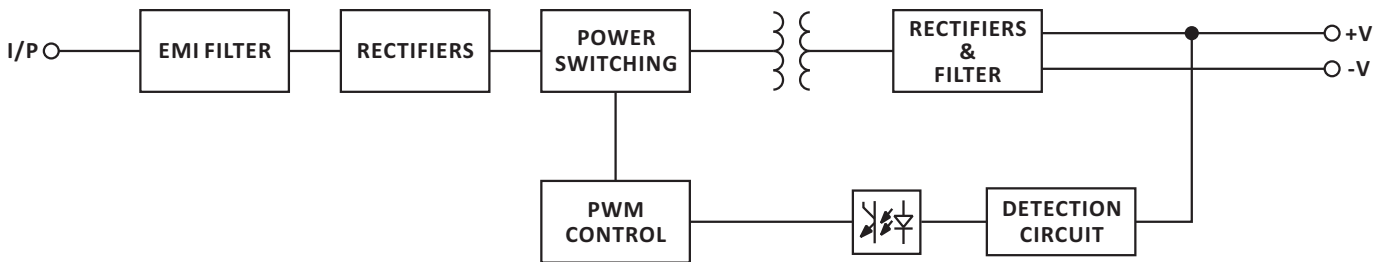 I/P
EMI FILTER
RECTIFIERS
POWER
SWITCHING
RECTIFIERS
&
FILTER
+V
-V
PWM
CONTROL
DETECTION
CIRCUIT